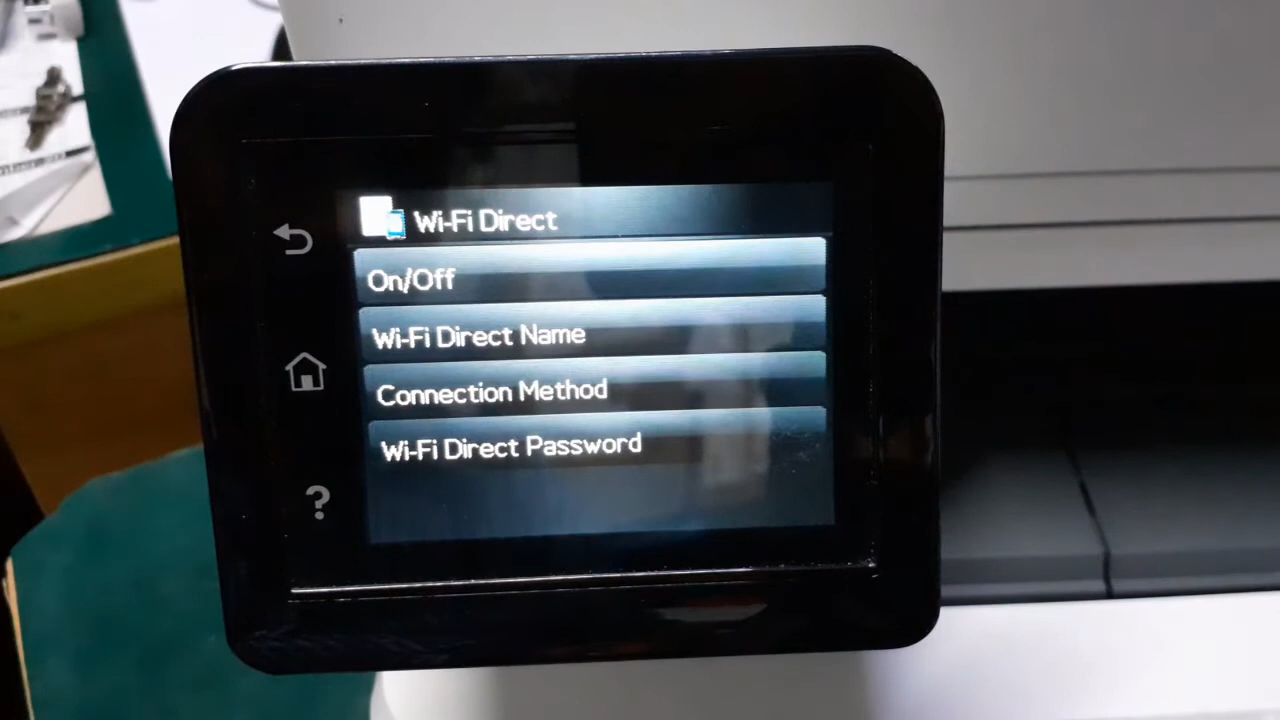 Wi-Fi Direct
On/Off
Wi-Fi Direct Name
Connection Method
Wi-Fi Direct Password
?